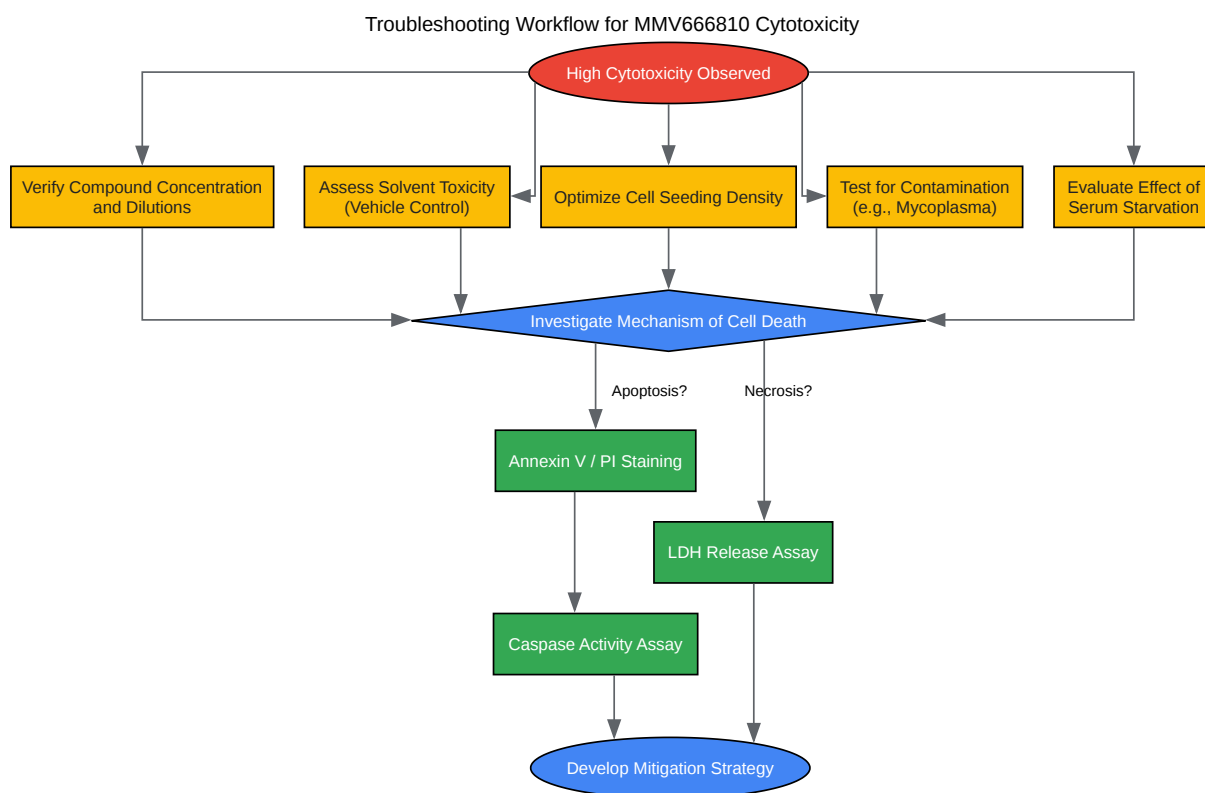 Troubleshooting Workflow for MMV666810 Cytotoxicity
High Cytotoxicity Observed
Verify Compound Concentration
and Dilutions
Assess Solvent Toxicity
(Vehicle Control)
Optimize Cell Seeding Density
Test for Contamination
(e.g., Mycoplasma)
Evaluate Effect of
Serum Starvation
Investigate Mechanism of Cell Death
Apoptosis?
Necrosis?
Annexin V / PI Staining
LDH Release Assay
Caspase Activity Assay
Develop Mitigation Strategy